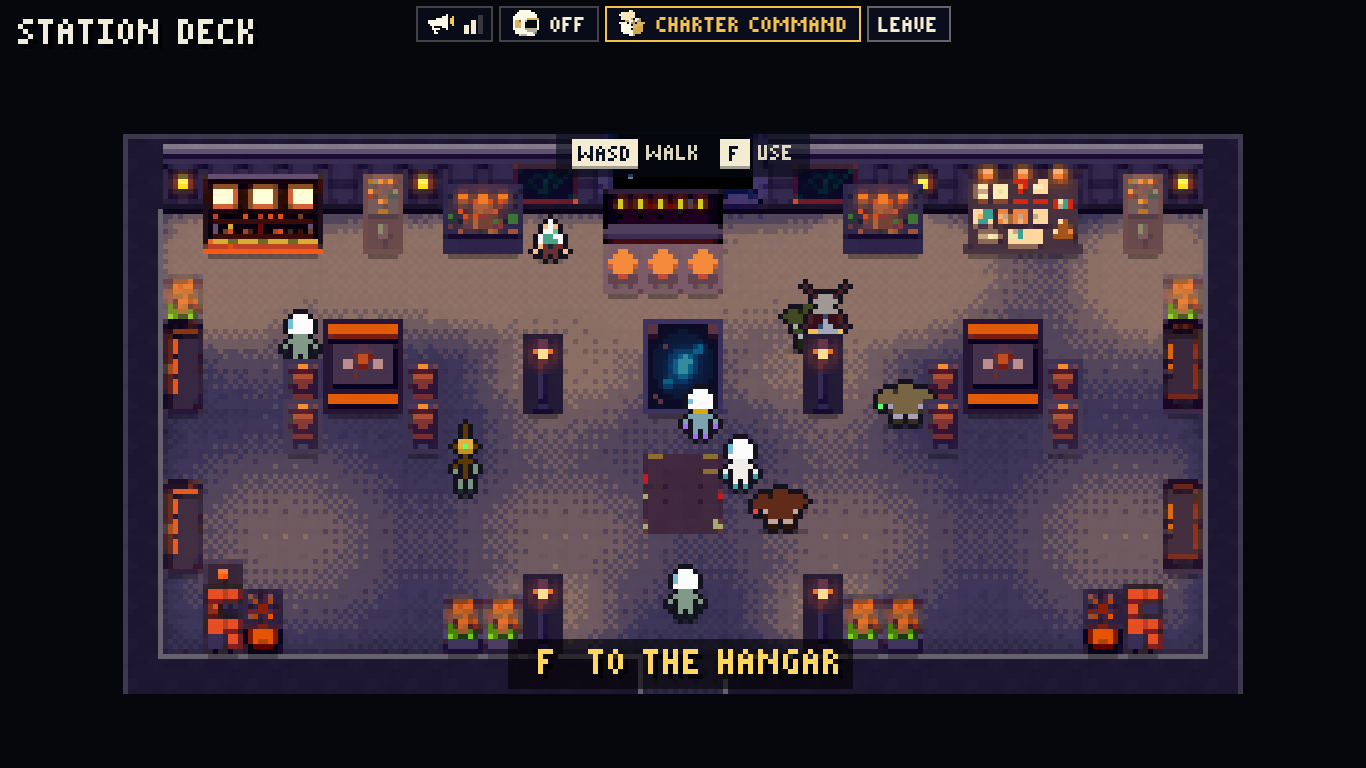 STATION DECK
OFF
CHARTER COMMAND
LEAVE
WASD WALK F USE
F TO THE HANGAR